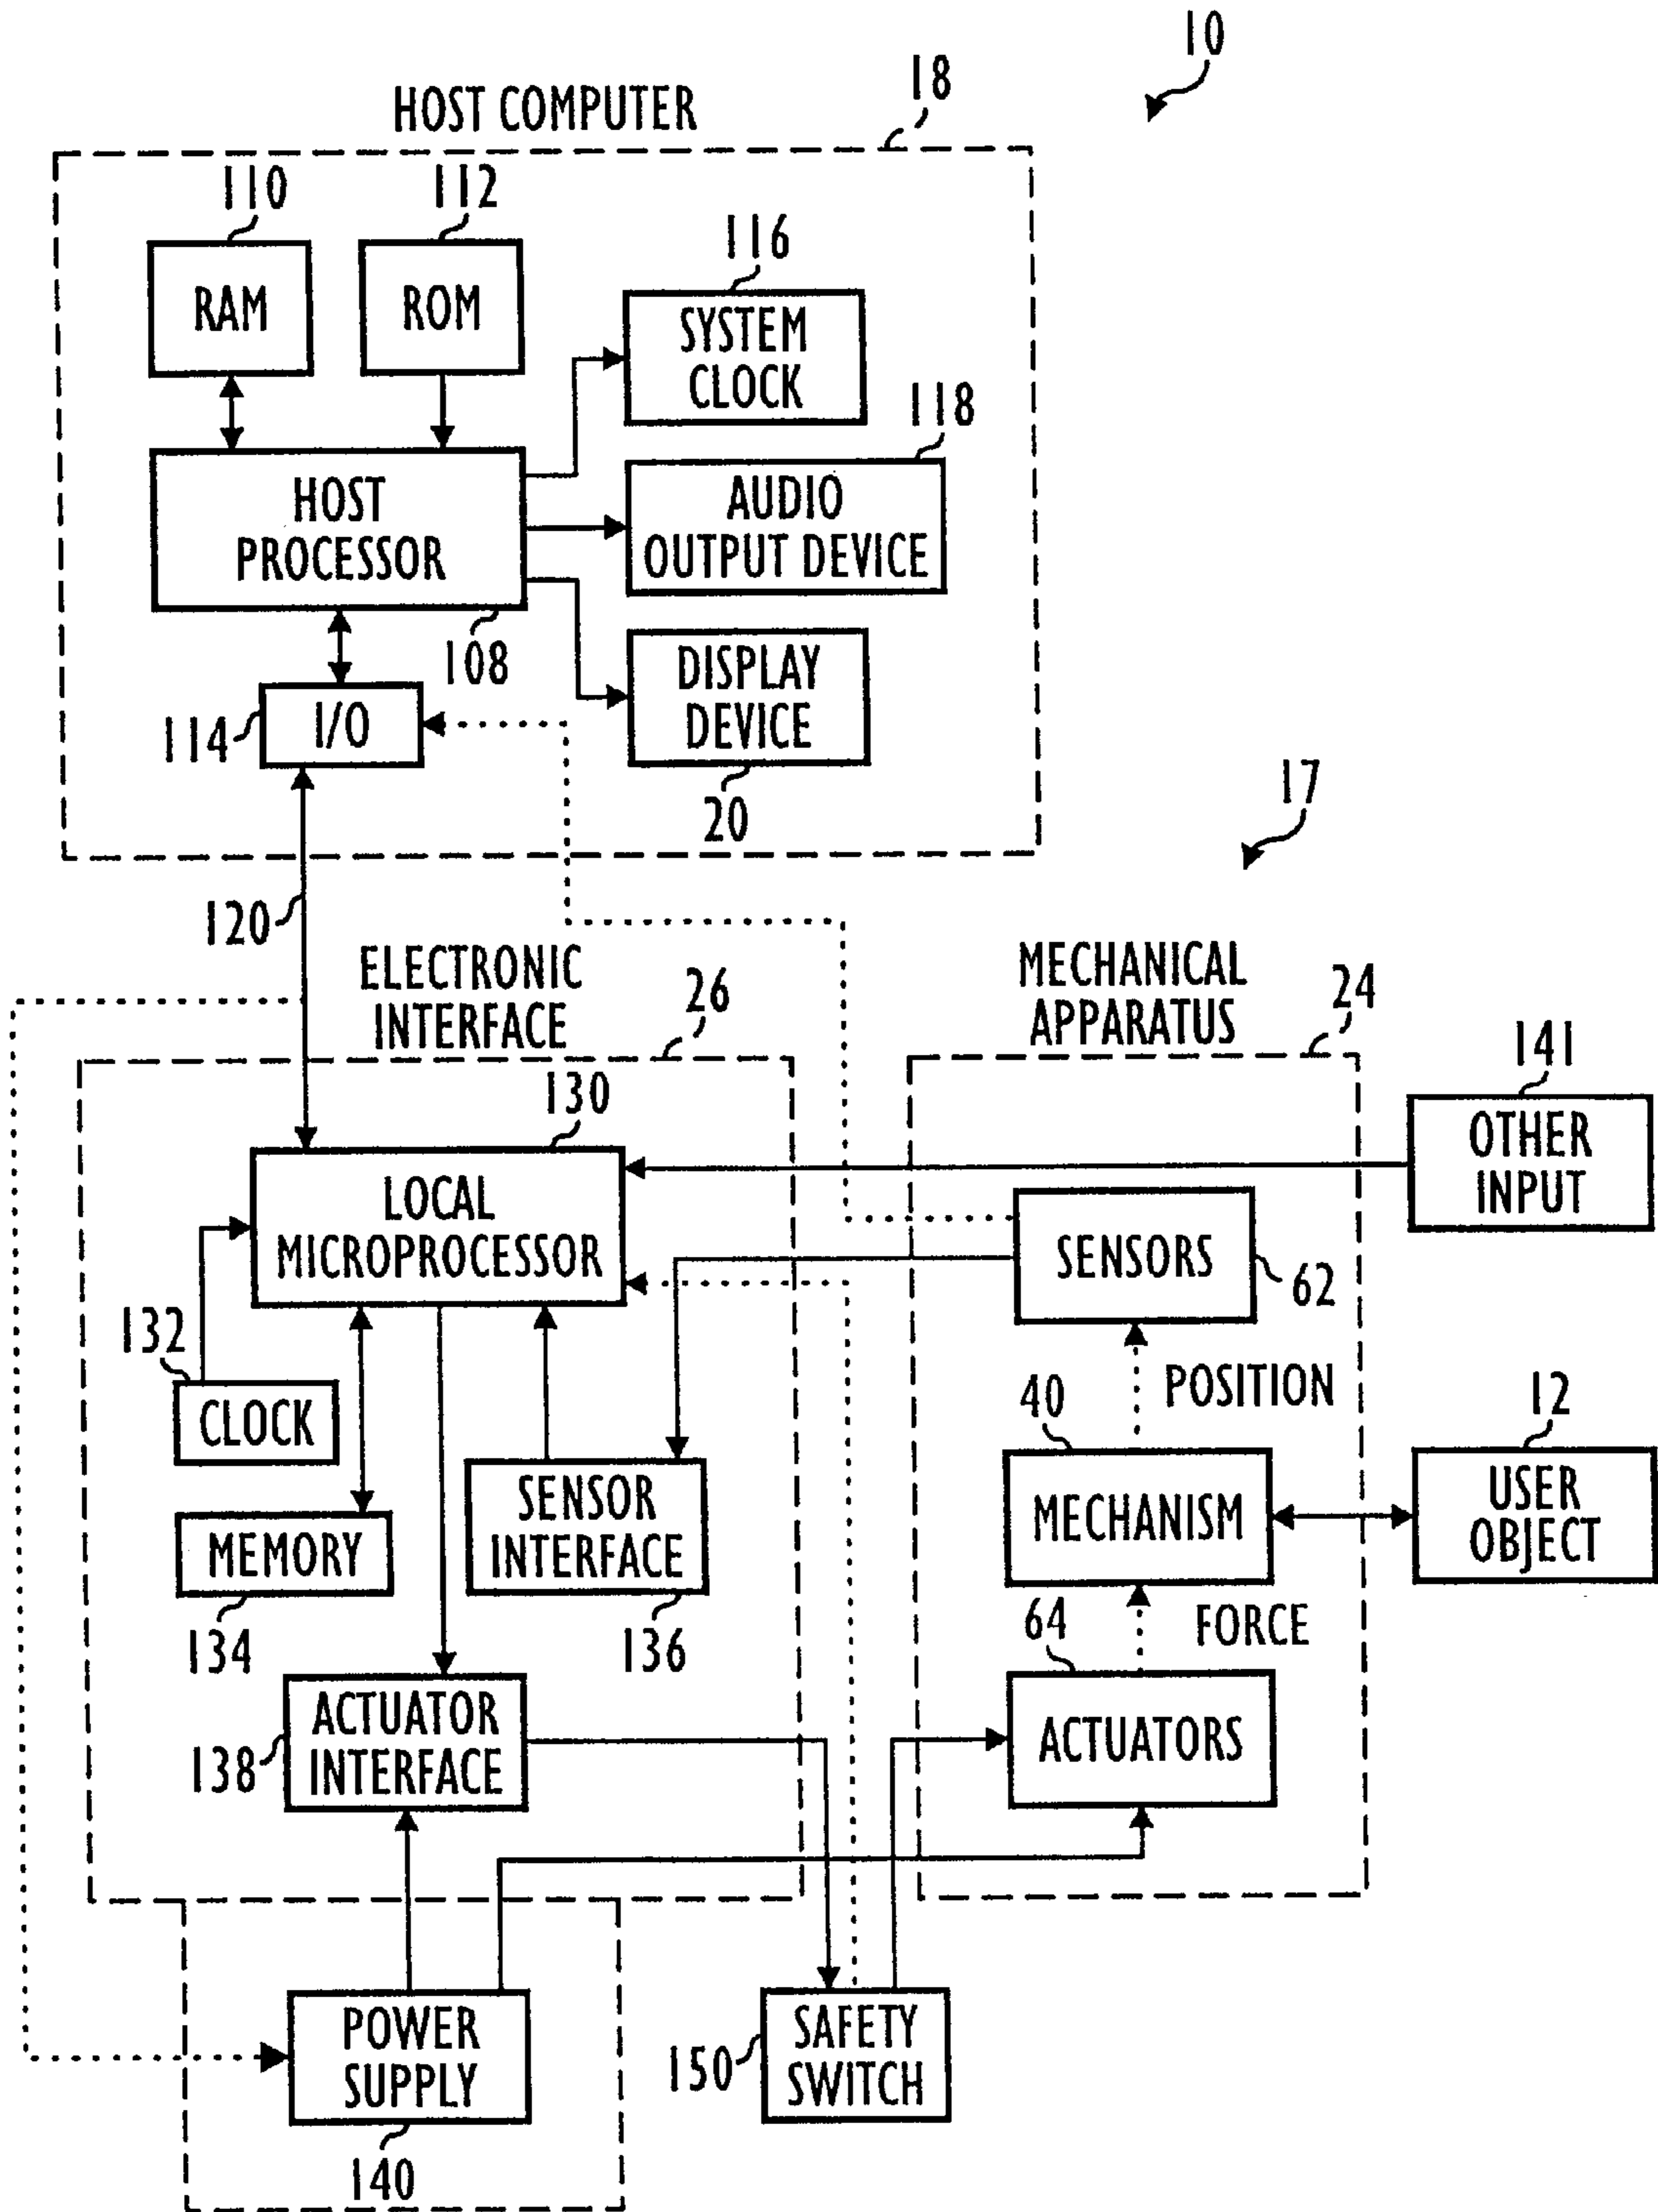 10
HOST COMPUTER
18
110
112
RAM
ROM
116
SYSTEM
CLOCK
118
HOST
PROCESSOR
AUDIO
OUTPUT DEVICE
108
DISPLAY
DEVICE
20
114
I/O
17
120
ELECTRONIC
INTERFACE
26
MECHANICAL
APPARATUS
24
141
OTHER
INPUT
130
LOCAL
MICROPROCESSOR
SENSORS
62
132
CLOCK
POSITION
40
12
MECHANISM
USER
OBJECT
SENSOR
INTERFACE
136
MEMORY
134
FORCE
64
ACTUATOR
INTERFACE
138
ACTUATORS
POWER
SUPPLY
140
SAFETY
SWITCH
150